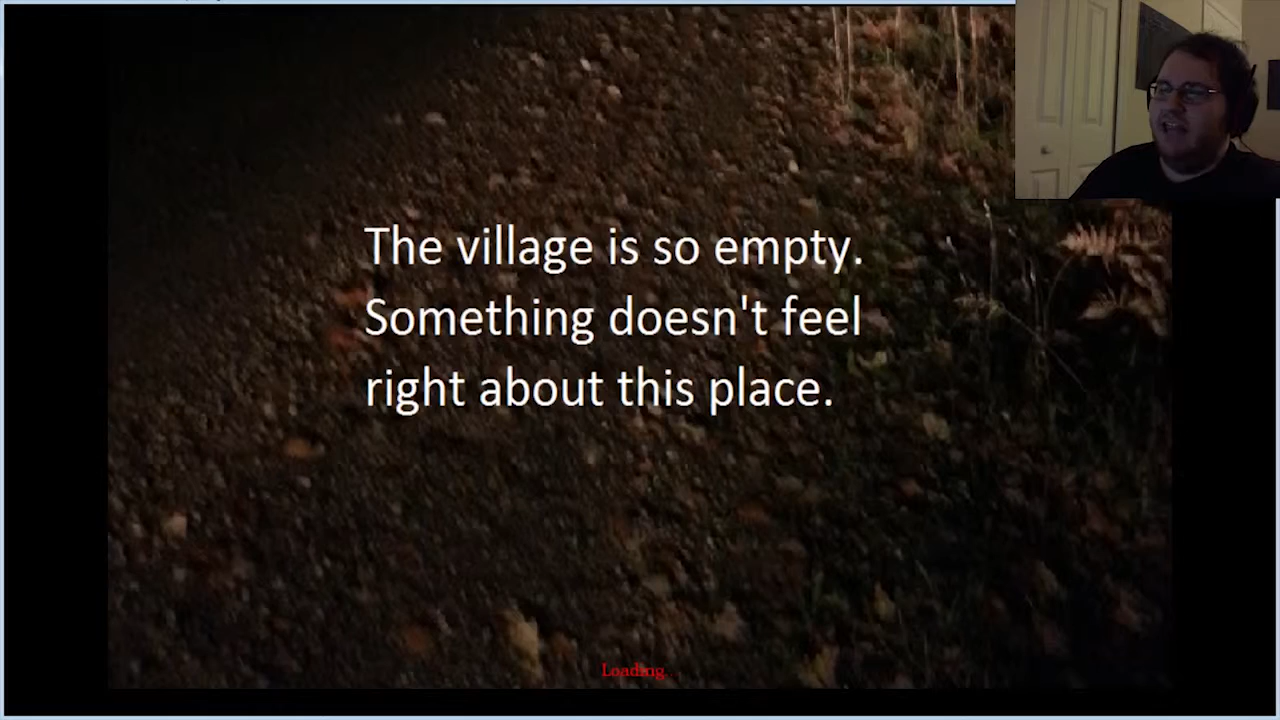 The village is so empty.
Something doesn't feel
right about this place.
Loading...